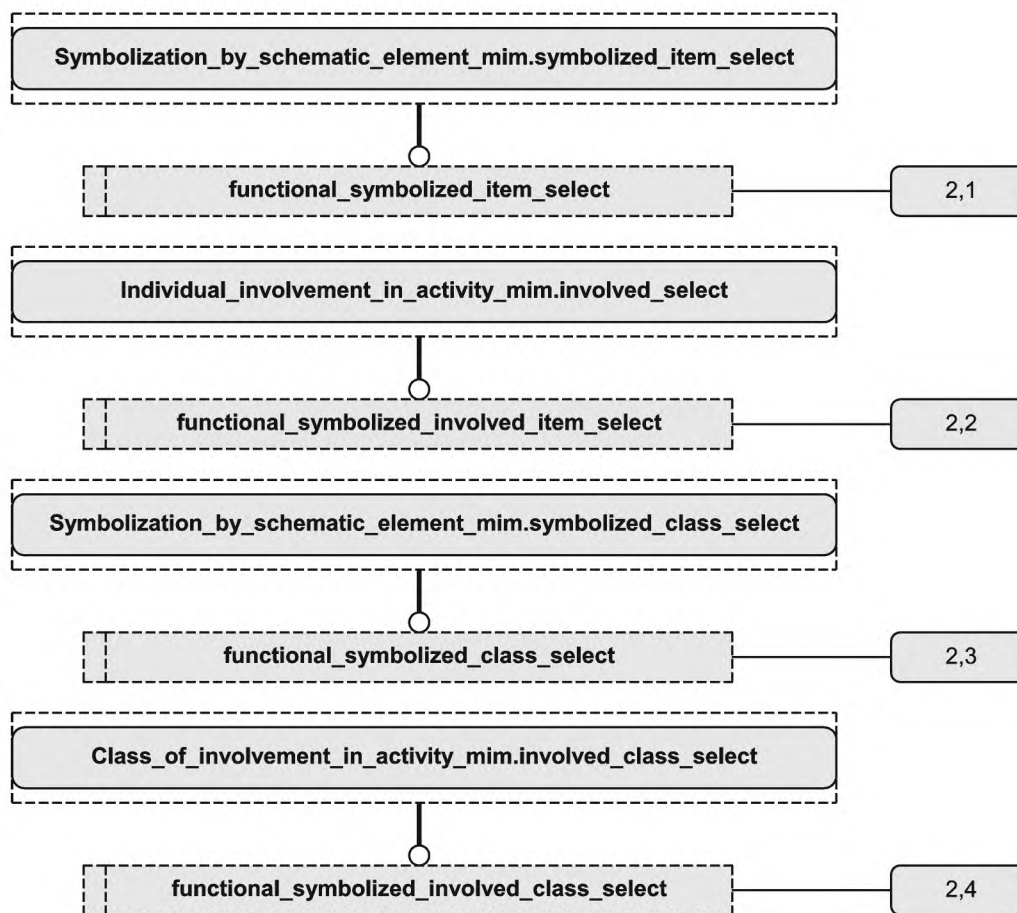 Symbolization_by_schematic_element_mim.symbolized_item_select
functional_symbolized_item_select
2,1
Individual_involvement_in_activity_mim.involved_select
functional_symbolized_involved_item_select
2,2
Symbolization_by_schematic_element_mim.symbolized_class_select
functional_symbolized_class_select
2,3
Class_of_involvement_in_activity_mim.involved_class_select
functional_symbolized_involved_class_select
2,4